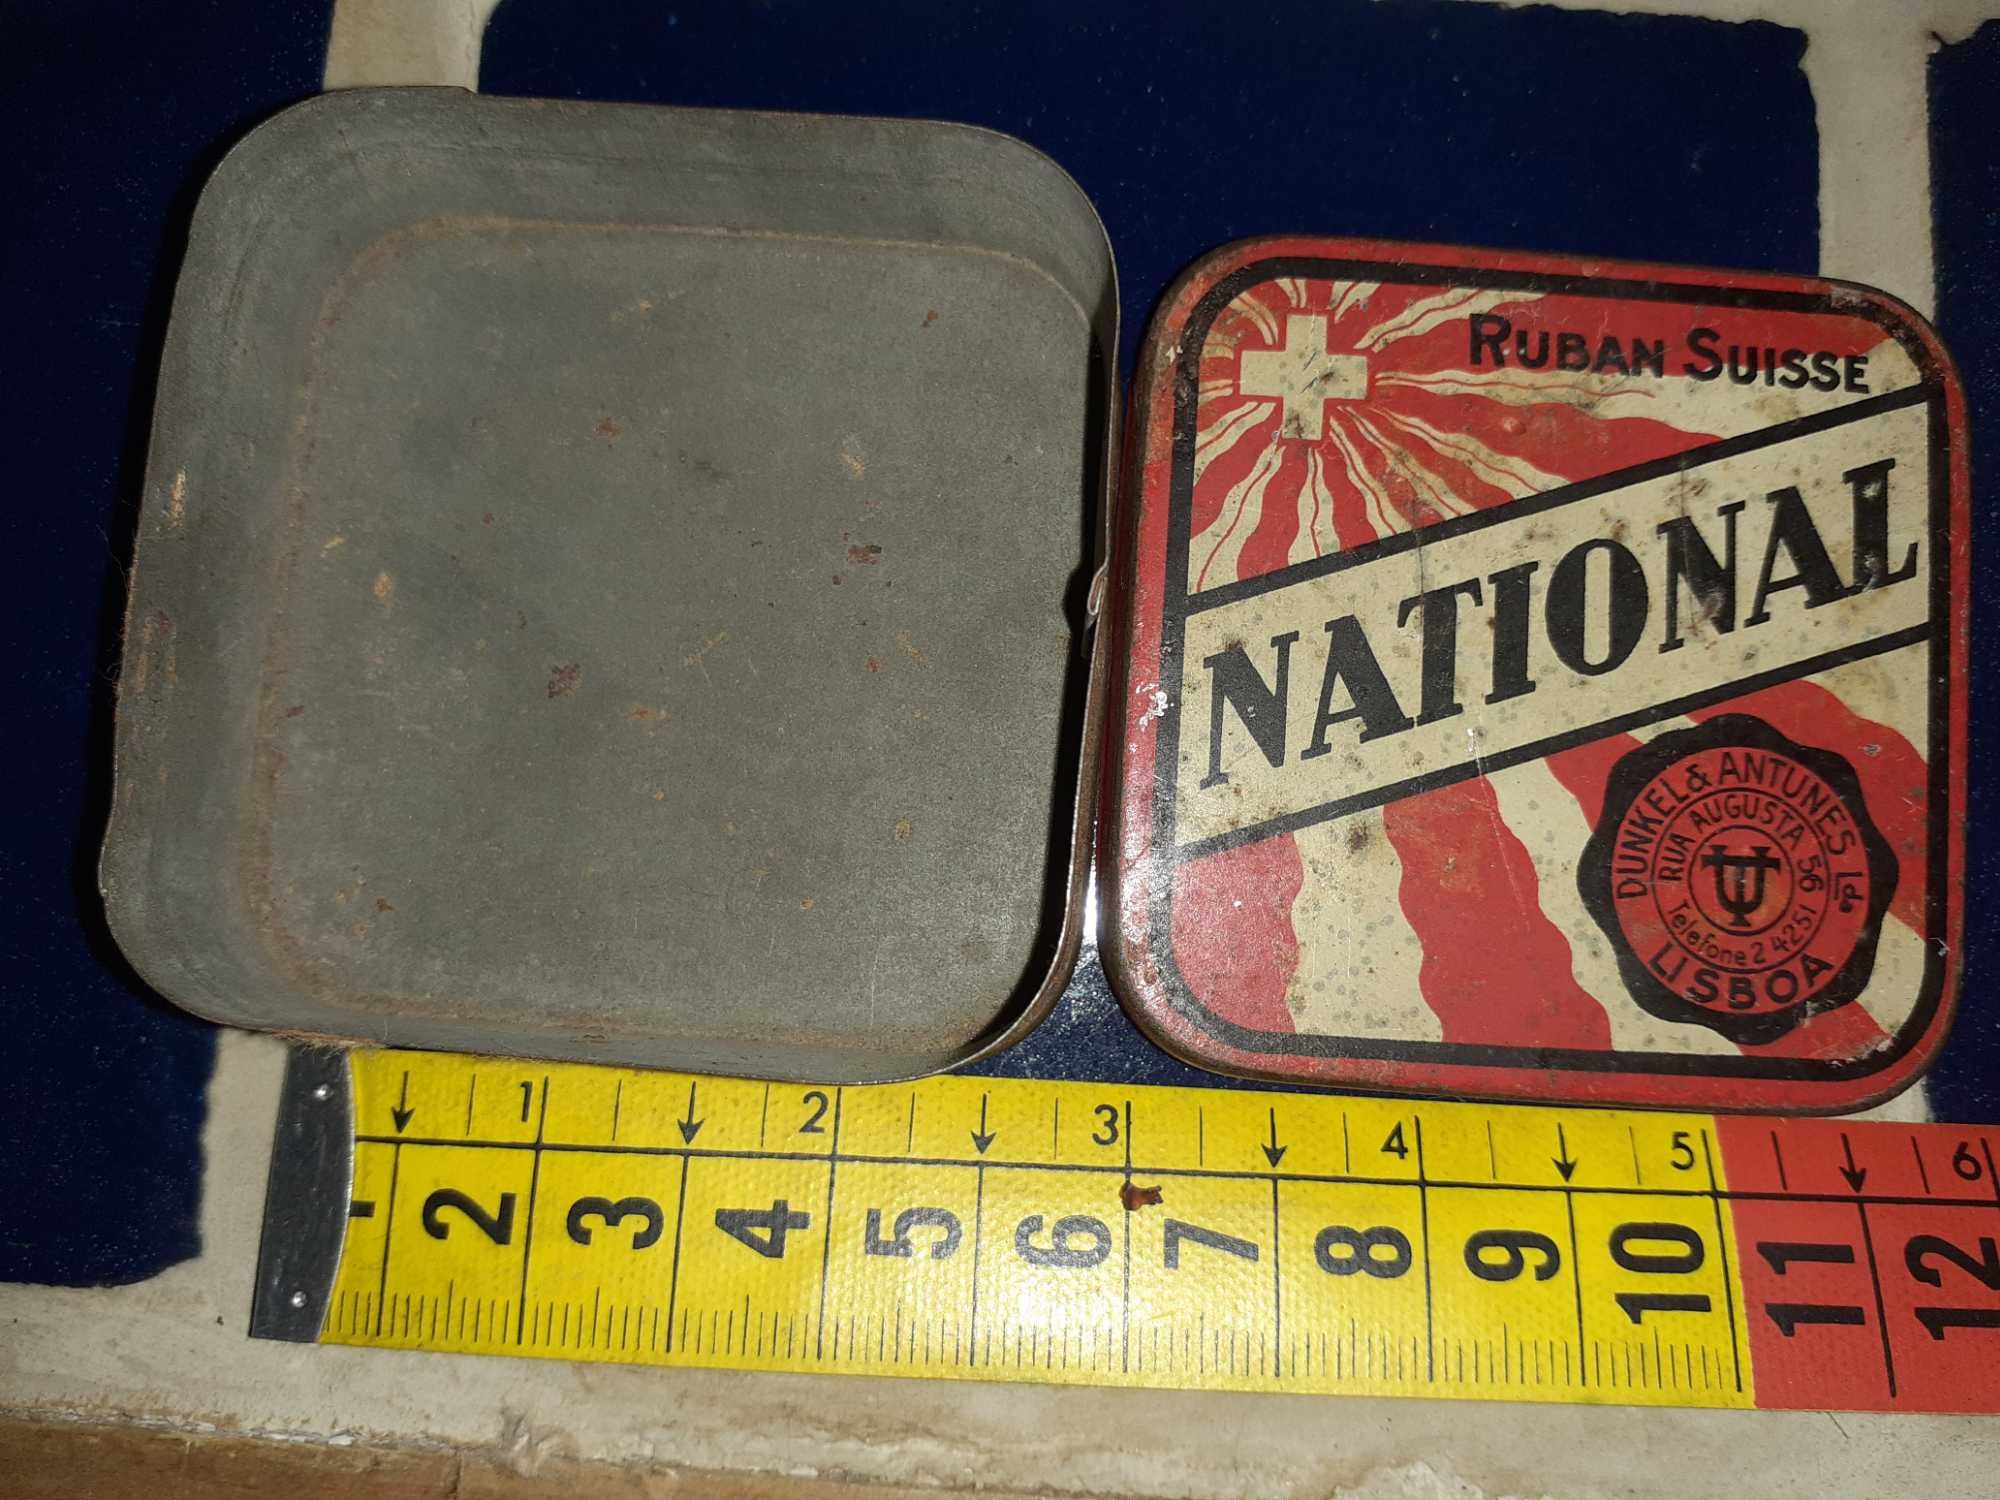 RUBAN SUISSE
NATIONAL
DUNKEL & ANTUNES Lda
RUA AUGUSTA 56
Telefone 2 4251
LISBOA
1 2 3 4 5 6
1 2 3 4 5 6 7 8 9 10 11 12